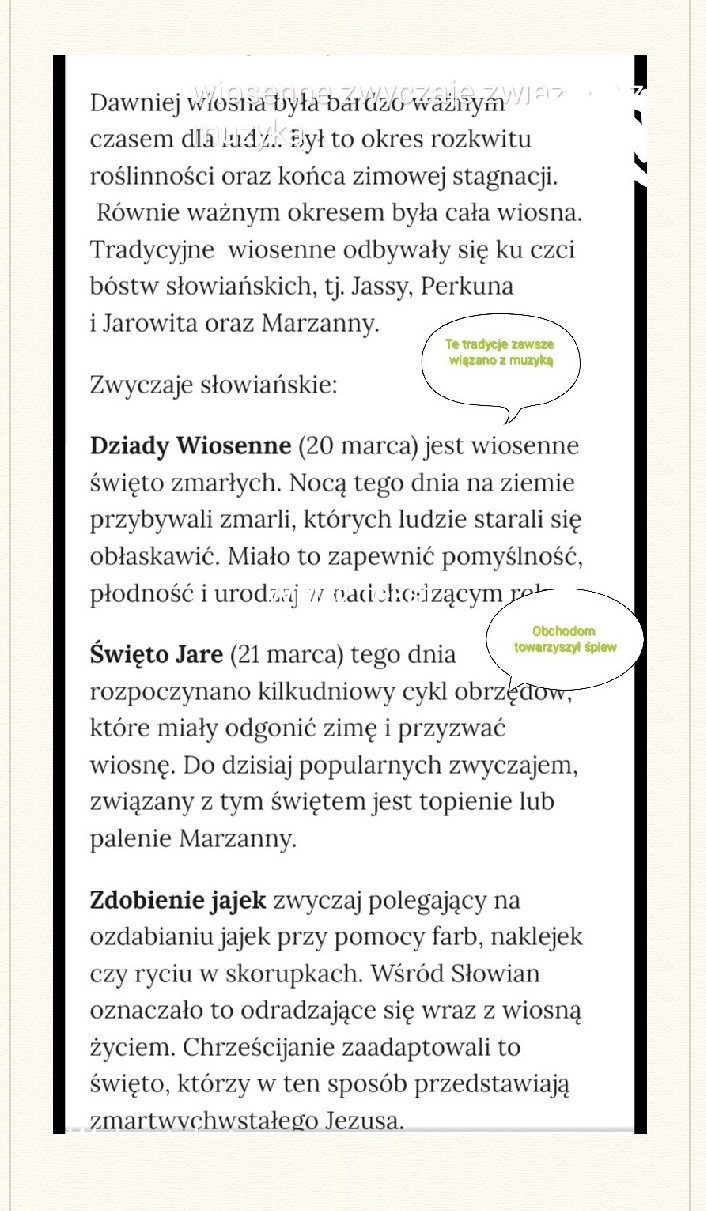 wiosenne zwyczaje
muzyką
Dawniej wiosna była bardzo ważnym
czasem dla Był to okres rozkwitu
roślinności oraz końca zimowej stagnacji.
Równie ważnym okresem była cała wiosna.
Tradycyjne wiosenne odbywały się ku czci
bóstw słowiańskich, tj. Jassy, Perkuna
i Jarowita oraz Marzanny.
Te tradycje zawsze
wiązano z muzyką
Zwyczaje słowiańskie:
Dziady Wiosenne (20 marca) jest wiosenne
święto zmarłych. Nocą tego dnia na ziemie
przybywali zmarli, których ludzie starali się
obłaskawić. Miało to zapewnić pomyślność,
płodność i urodzaj w nadchodzącym
Obchodom
towarzyszył śpiew
Święto Jare (21 marca) tego dnia
rozpoczynano kilkudniowy cykl obrzędów,
które miały odgonić zimę i przyzwać
wiosnę. Do dzisiaj popularnych zwyczajem,
związany z tym świętem jest topienie lub
palenie Marzanny.
Zdobienie jajek zwyczaj polegający na
ozdabianiu jajek przy pomocy farb, naklejek
czy ryciu w skorupkach. Wśród Słowian
oznaczało to odradzające się wraz z wiosną
życiem. Chrześcijanie zaadaptowali to
święto, którzy w ten sposób przedstawiają
zmartwychwstałego Jezusa.